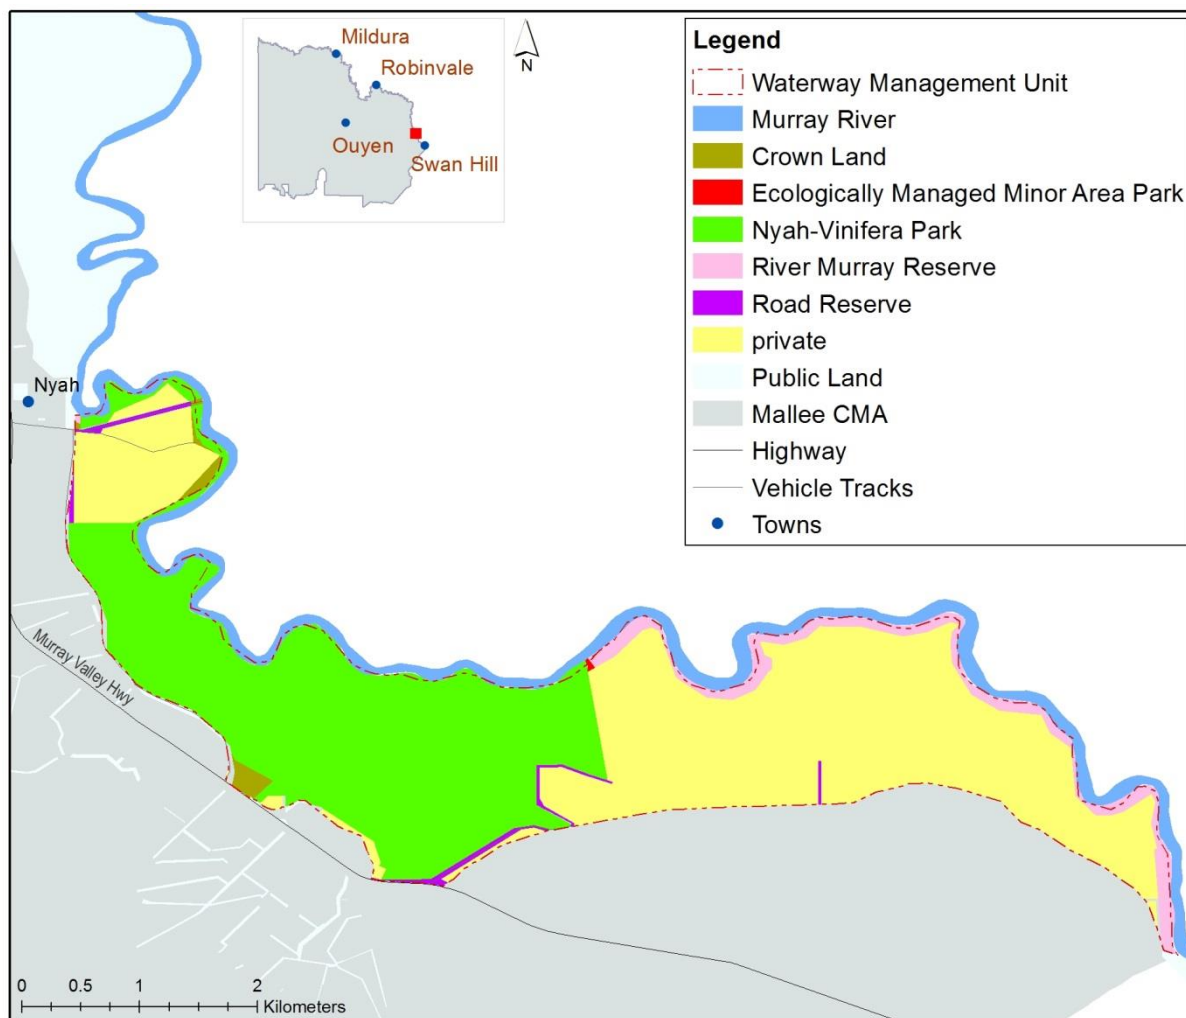 Mildura
Robinvale
Ouyen
Swan Hill
N
Legend
Waterway Management Unit
Murray River
Crown Land
Ecologically Managed Minor Area Park
Nyah-Vinifera Park
River Murray Reserve
Road Reserve
private
Public Land
Mallee CMA
Highway
Vehicle Tracks
Towns
Nyah
Murray Valley Hwy
0 0.5 1 2
Kilometers